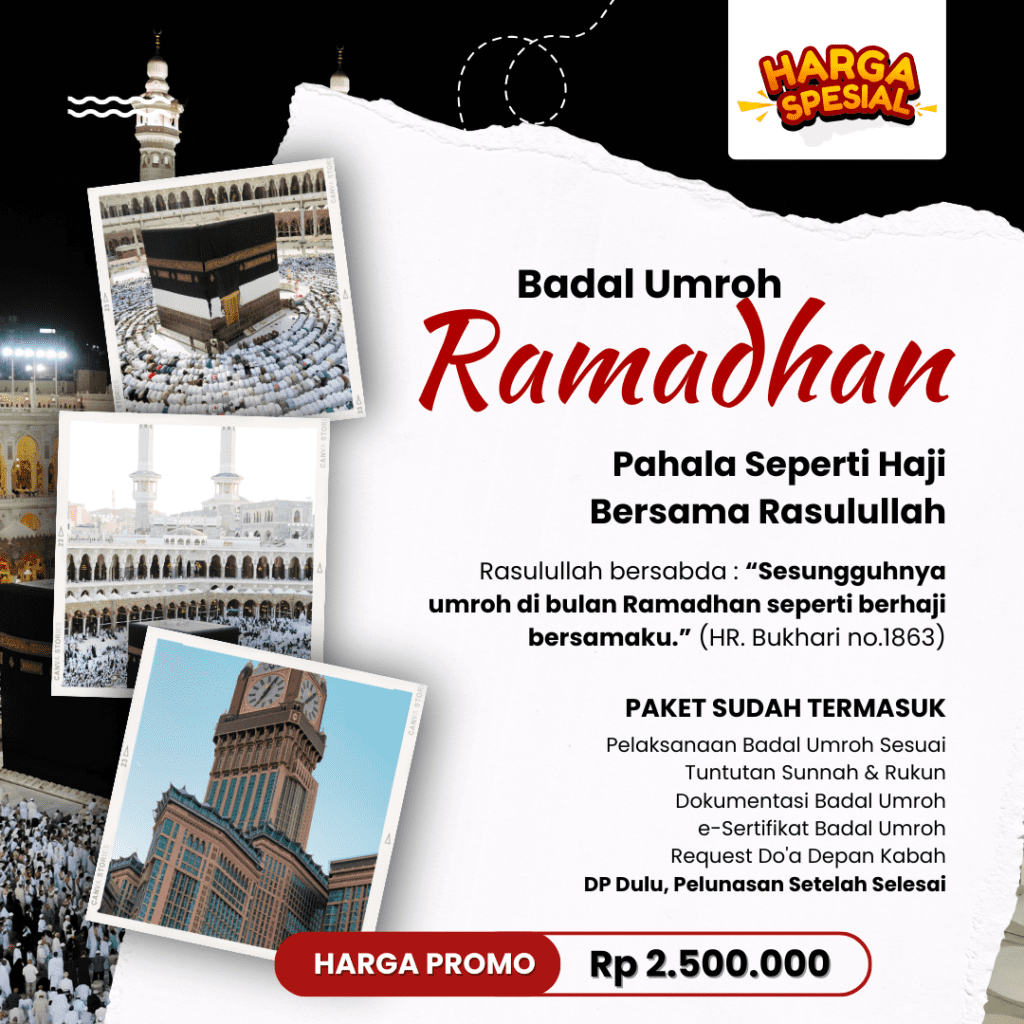 HARGA
SPESIAL
Badal Umroh
Ramadhan
Pahala Seperti Haji
Bersama Rasulullah
Rasulullah bersabda : “Sesungguhnya
umroh di bulan Ramadhan seperti berhaji
bersamaku.” (HR. Bukhari no.1863)
PAKET SUDAH TERMASUK
Pelaksanaan Badal Umroh Sesuai
Tuntutan Sunnah & Rukun
Dokumentasi Badal Umroh
e-Sertifikat Badal Umroh
Request Do'a Depan Kabah
DP Dulu, Pelunasan Setelah Selesai
HARGA PROMO
Rp 2.500.000